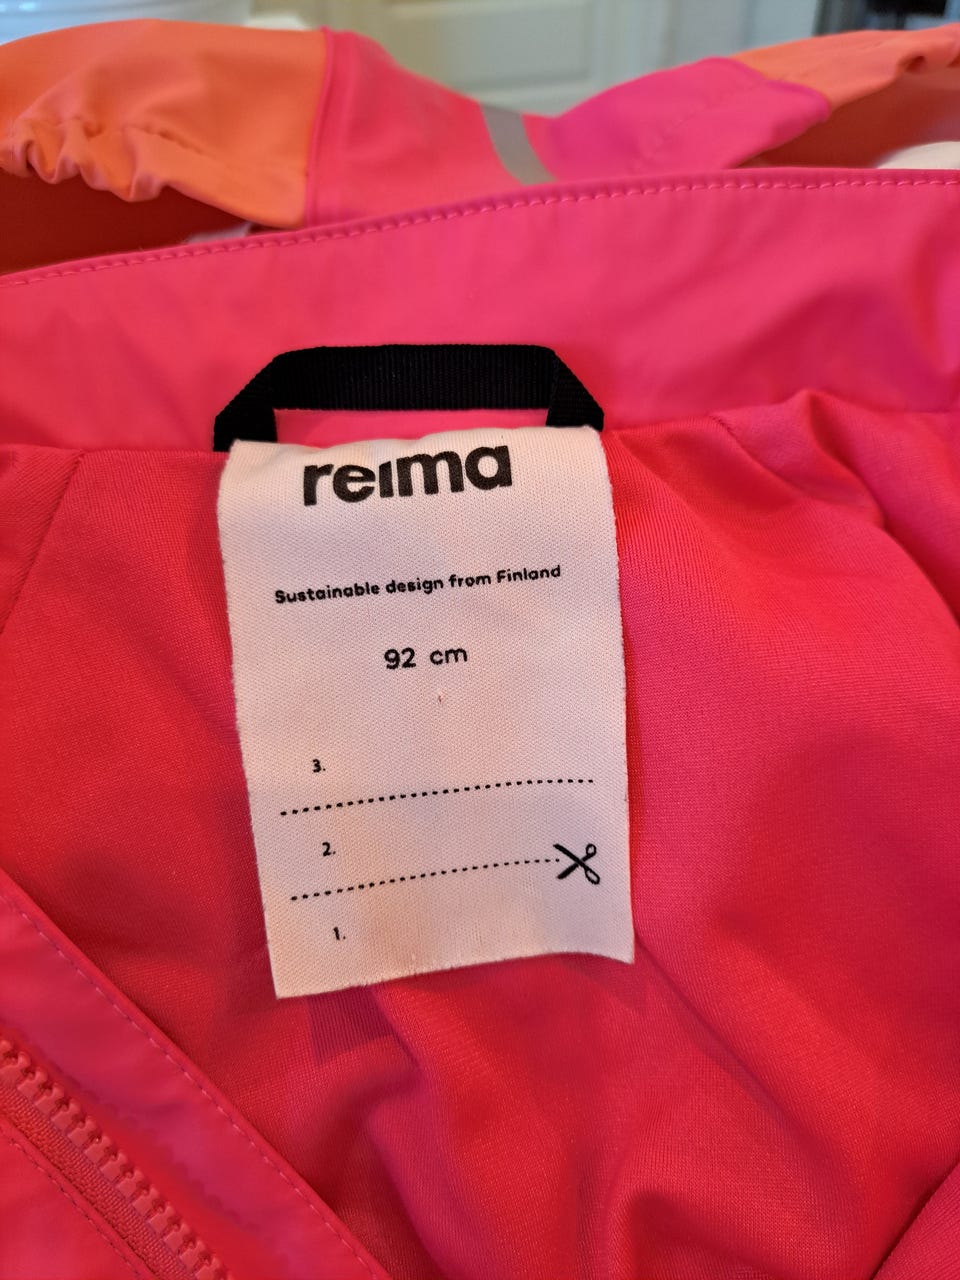 reima
Sustainable design from Finland
92 cm
3.
2.
1.